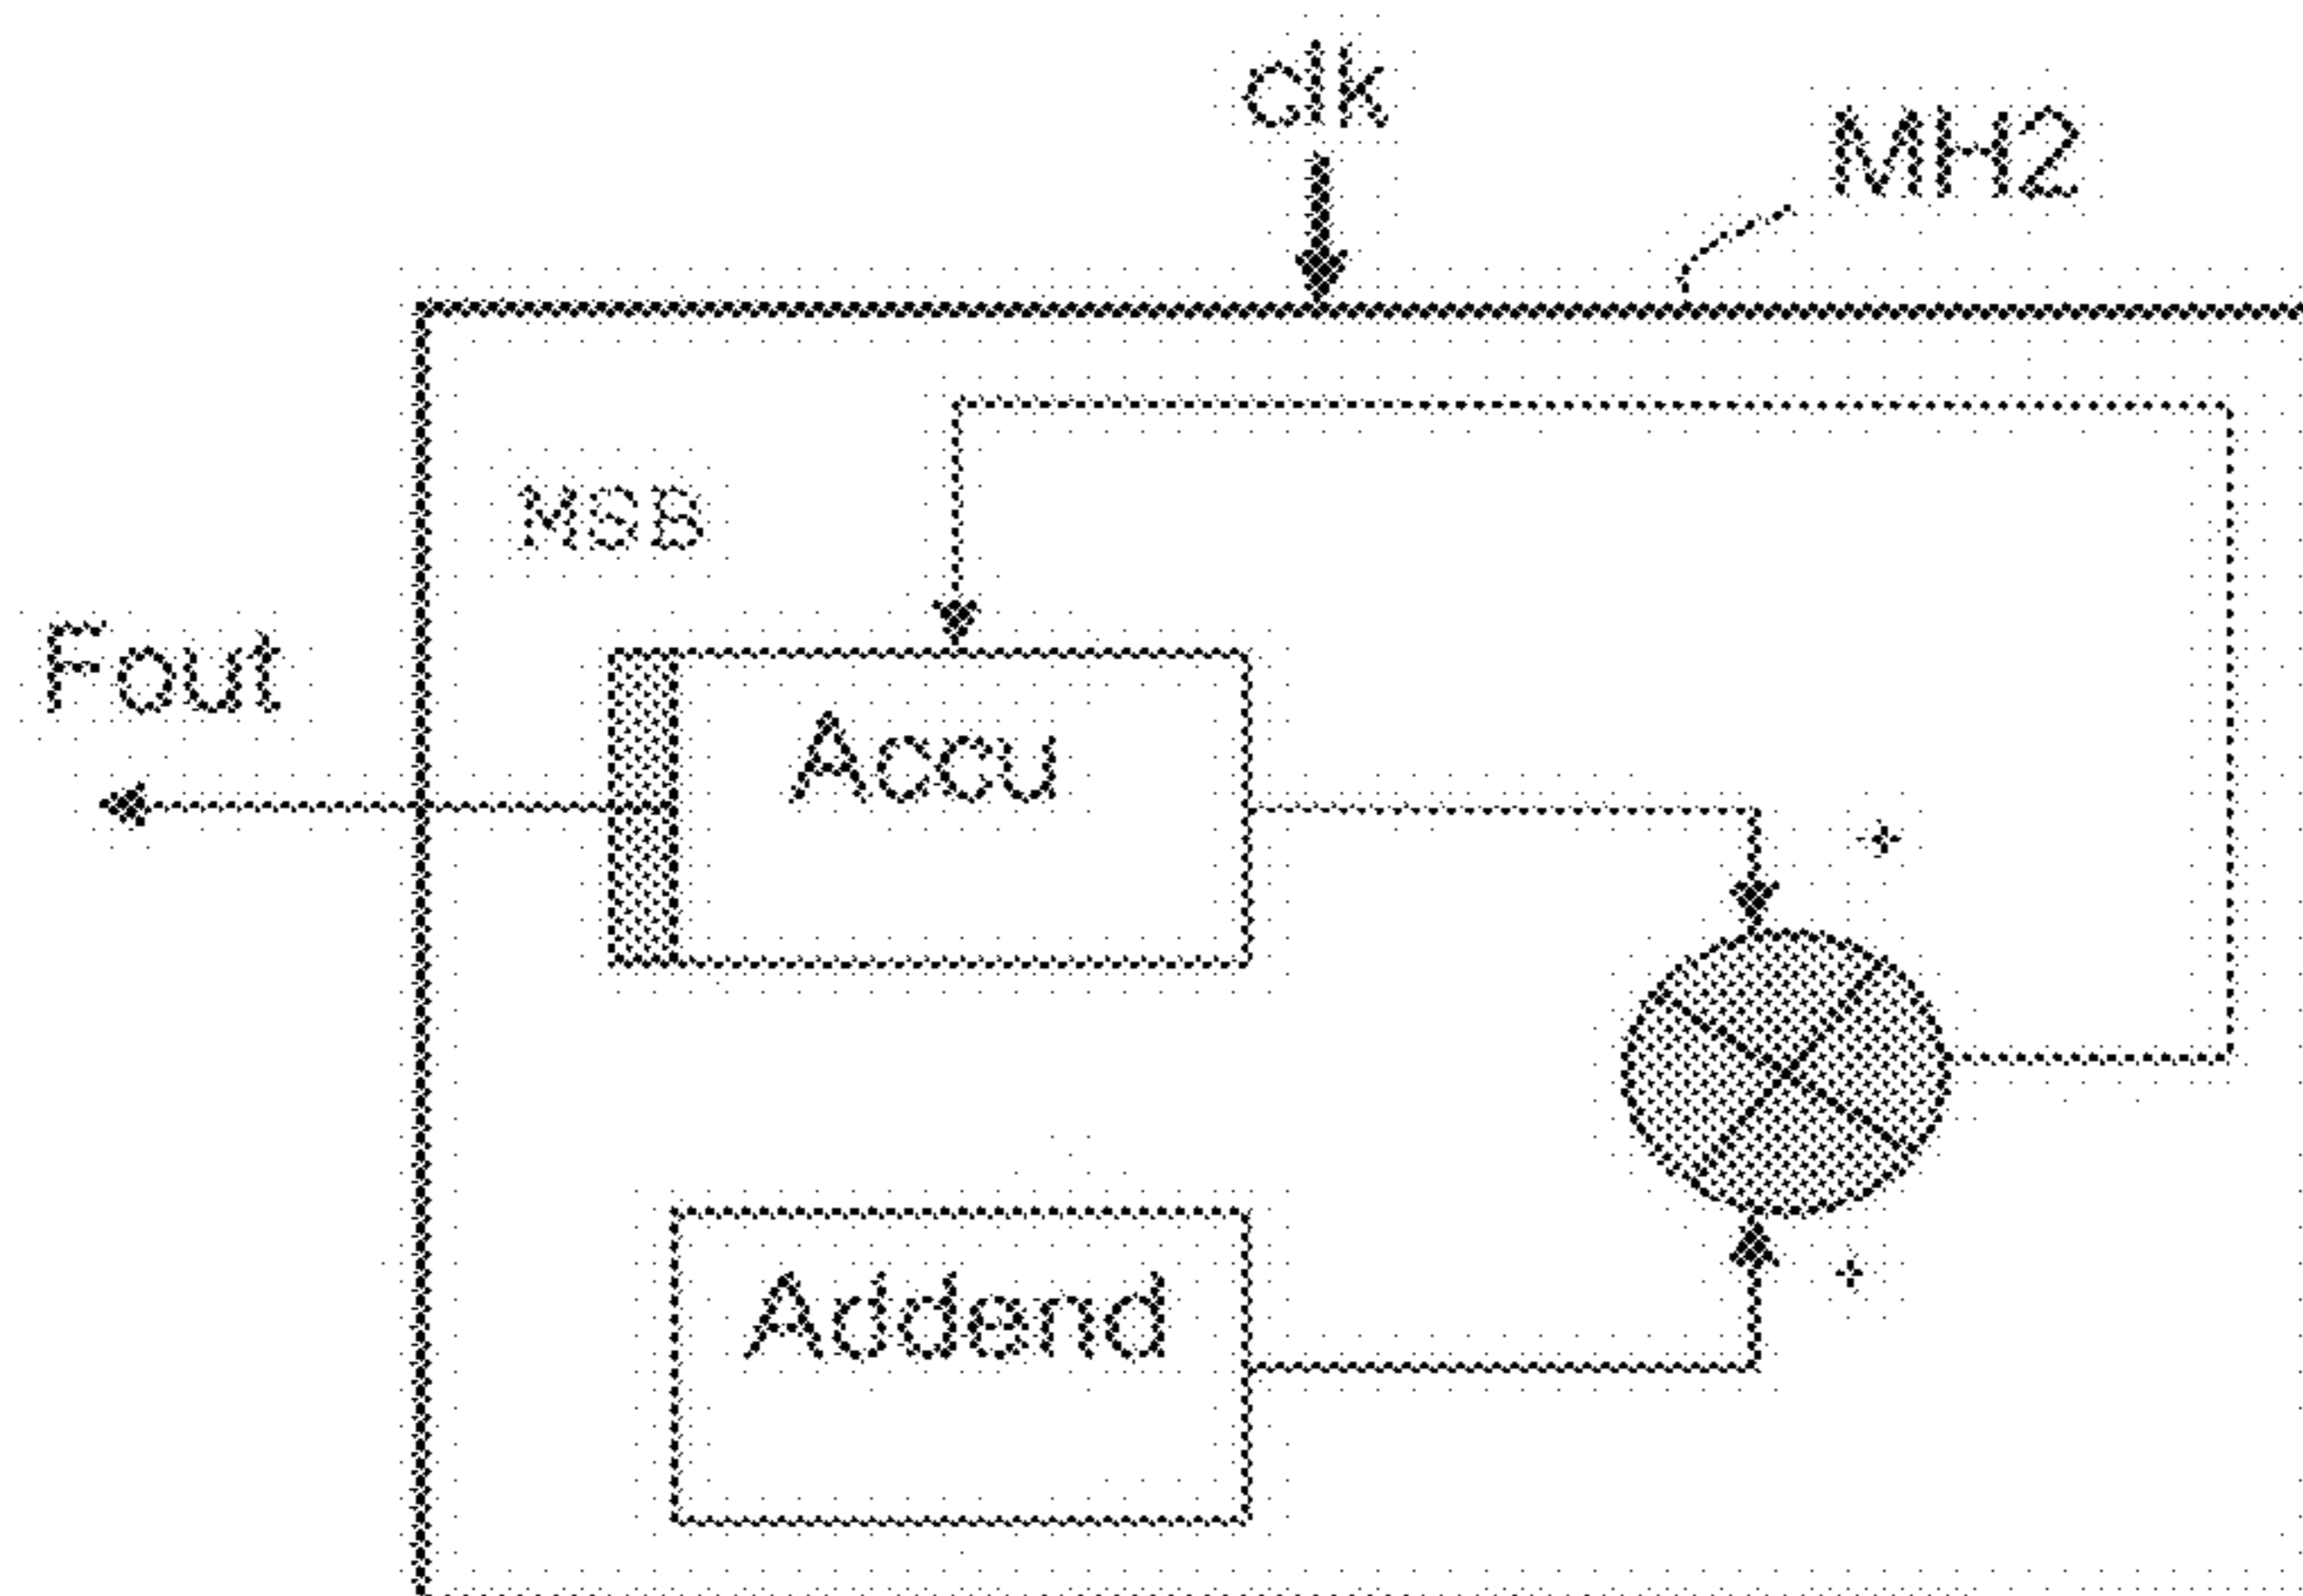 clk
MH2
MSB
Fout
Accu
+
Addend
+